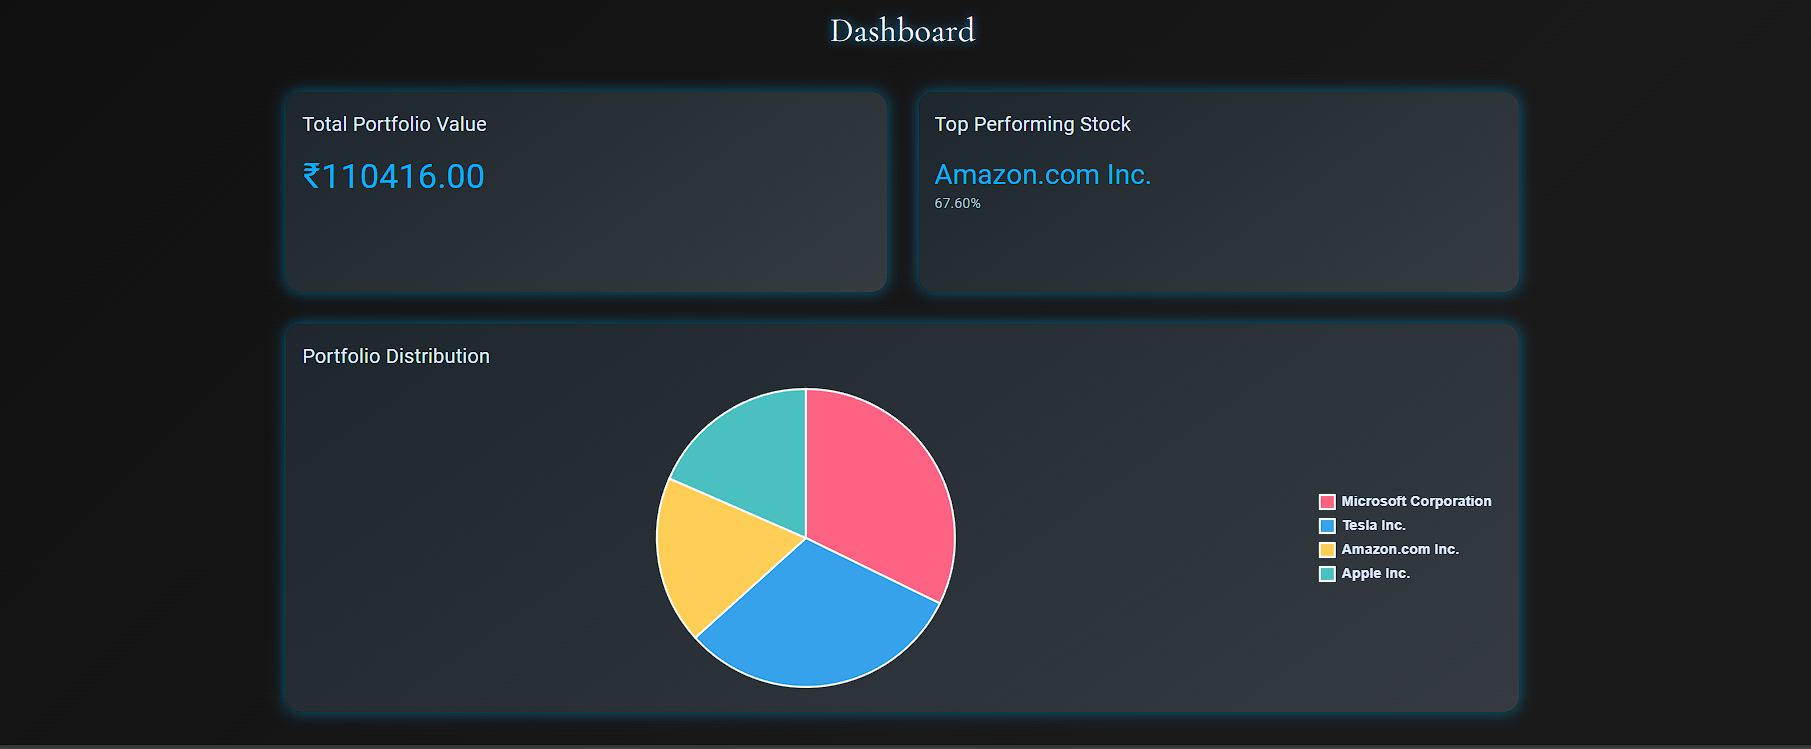 Dashboard
Total Portfolio Value
₹110416.00
Top Performing Stock
Amazon.com Inc.
67.60%
Portfolio Distribution
Microsoft Corporation
Tesla Inc.
Amazon.com Inc.
Apple Inc.